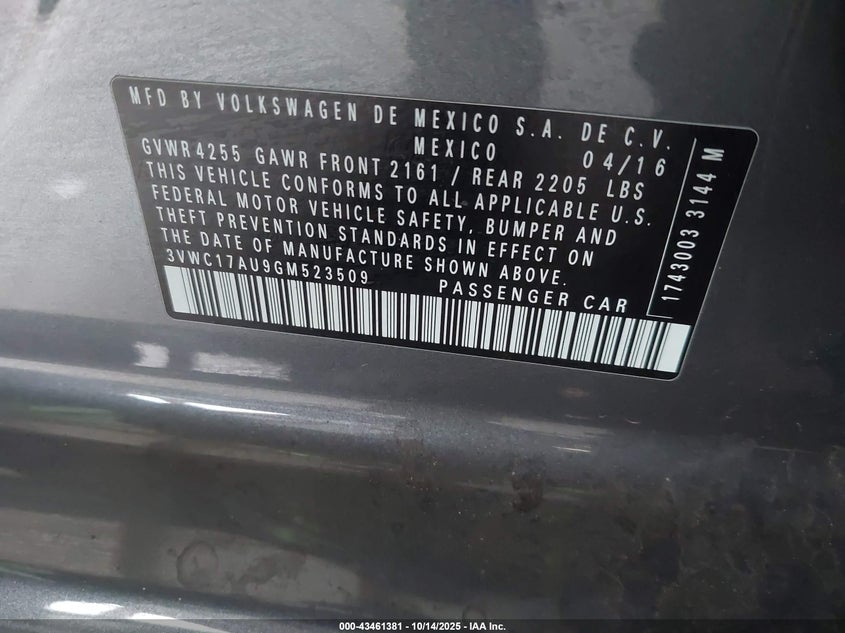 MFD BY VOLKSWAGEN DE MEXICO S.A. DE C.V.
MEXICO 04/16
GVWR 4255 GAWR FRONT 2161 / REAR 2205 LBS
THIS VEHICLE CONFORMS TO ALL APPLICABLE U.S.
FEDERAL MOTOR VEHICLE SAFETY, BUMPER AND
THEFT PREVENTION STANDARDS IN EFFECT ON
THE DATE OF MANUFACTURE SHOWN ABOVE.
3VWC17AU9GM523509 PASSENGER CAR
1743003 3144 M
000-43461381 - 10/14/2025 - IAA Inc.